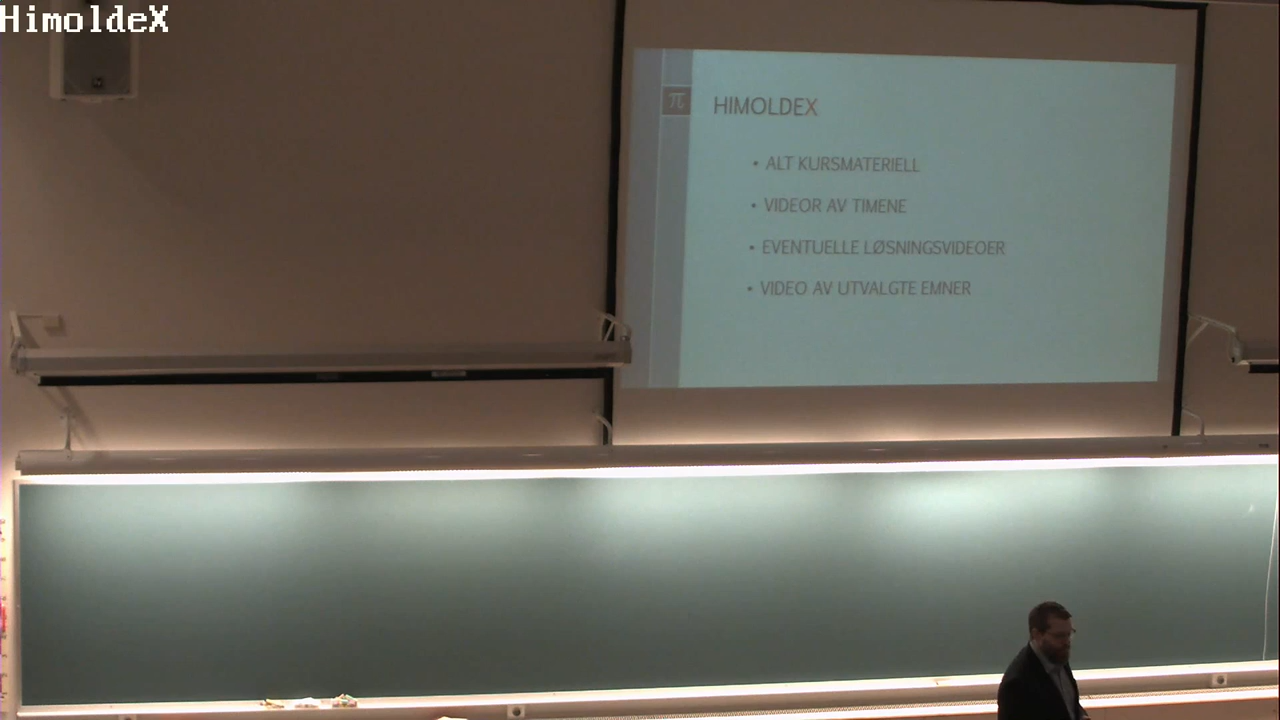 HimoldeX
π
HIMOLDEX
• ALT KURSMATERIELL
• VIDEOR AV TIMENE
• EVENTUELLE LØSNINGSVIDEOER
• VIDEO AV UTVALGTE EMNER